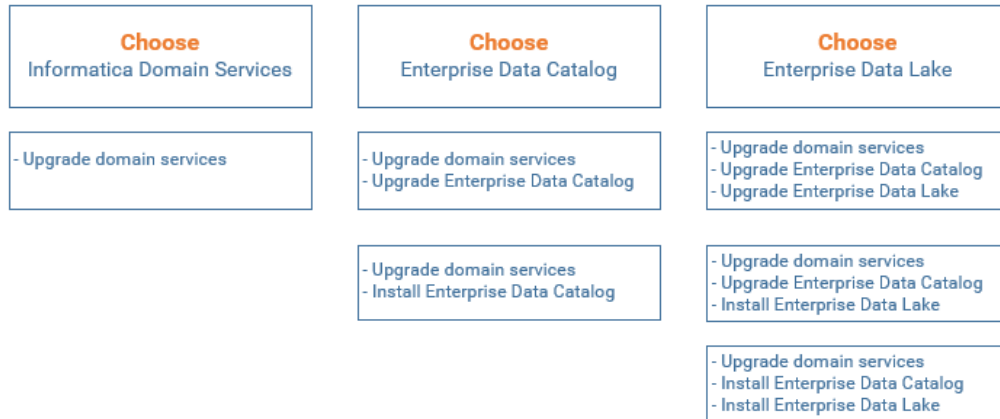 Choose
Informatica Domain Services
Choose
Enterprise Data Catalog
Choose
Enterprise Data Lake
- Upgrade domain services
- Upgrade domain services
- Upgrade Enterprise Data Catalog
- Upgrade domain services
- Upgrade Enterprise Data Catalog
- Upgrade Enterprise Data Lake
- Upgrade domain services
- Install Enterprise Data Catalog
- Upgrade domain services
- Upgrade Enterprise Data Catalog
- Install Enterprise Data Lake
- Upgrade domain services
- Install Enterprise Data Catalog
- Install Enterprise Data Lake